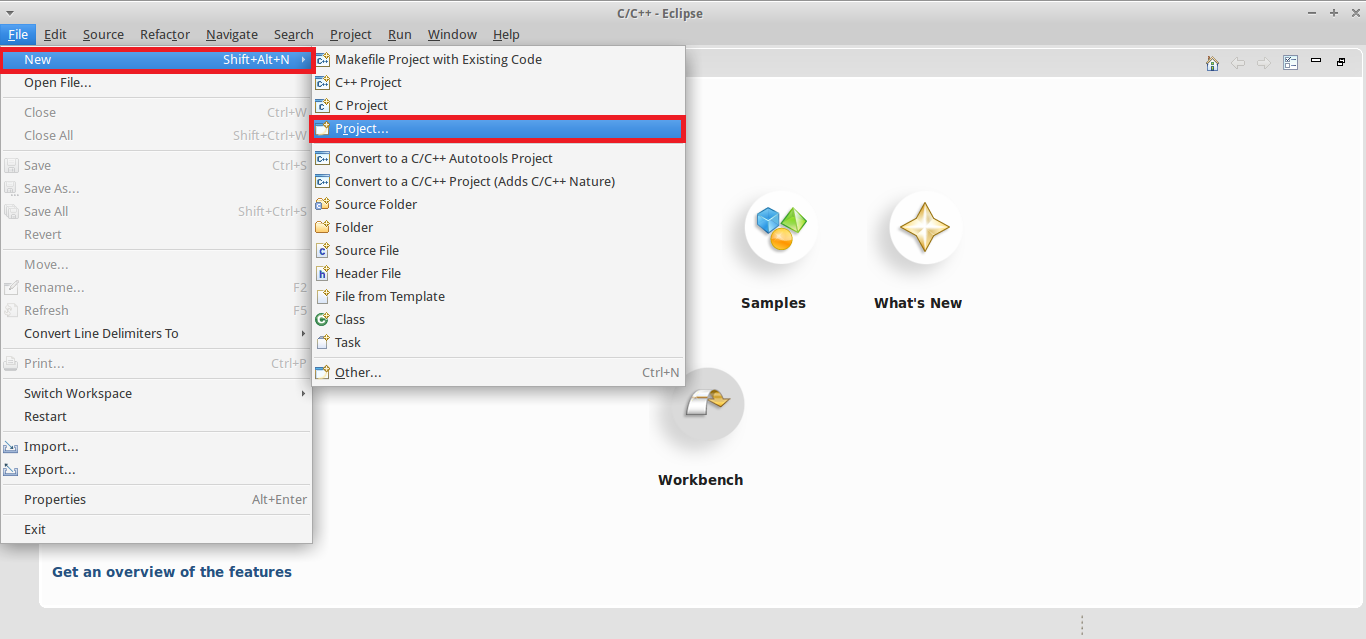 C/C++ - Eclipse
File Edit Source Refactor Navigate Search Project Run Window Help
New Shift+Alt+N
Open File...
Close Ctrl+W
Close All Shift+Ctrl+W
Save Ctrl+S
Save As...
Save All Shift+Ctrl+S
Revert
Move...
Rename... F2
Refresh F5
Convert Line Delimiters To
Print... Ctrl+P
Switch Workspace
Restart
Import...
Export...
Properties Alt+Enter
Exit
Makefile Project with Existing Code
C++ Project
C Project
Project...
Convert to a C/C++ Autotools Project
Convert to a C/C++ Project (Adds C/C++ Nature)
Source Folder
Folder
Source File
Header File
File from Template
Class
Task
Other... Ctrl+N
Samples
What's New
Workbench
Get an overview of the features